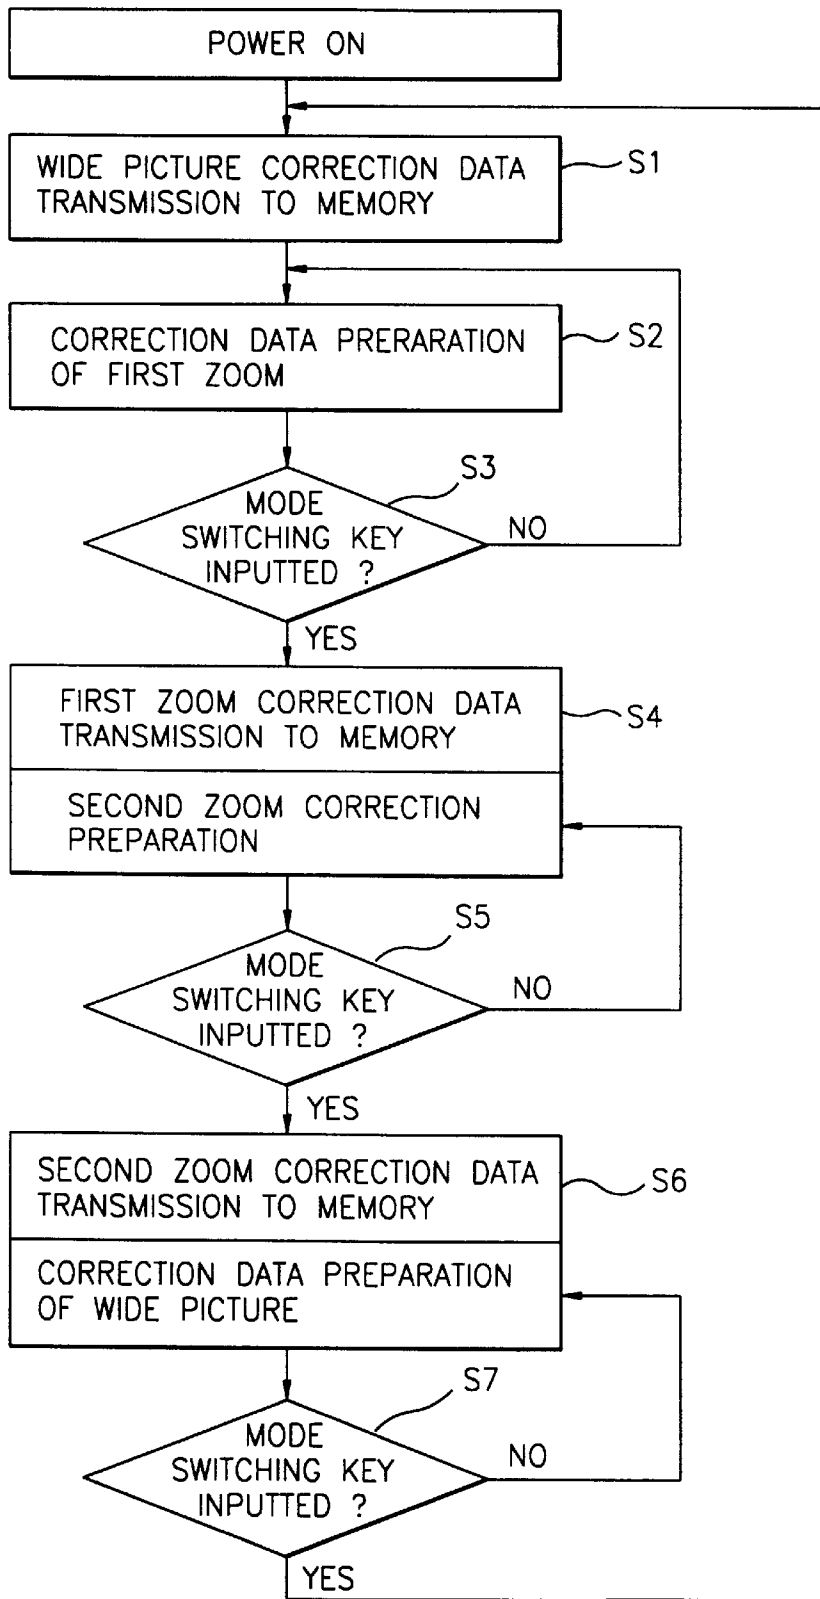 POWER ON
WIDE PICTURE CORRECTION DATA
TRANSMISSION TO MEMORY
S1
CORRECTION DATA PRERARATION
OF FIRST ZOOM
S2
S3
MODE
SWITCHING KEY
INPUTTED ?
NO
YES
FIRST ZOOM CORRECTION DATA
TRANSMISSION TO MEMORY
S4
SECOND ZOOM CORRECTION
PREPARATION
S5
MODE
SWITCHING KEY
INPUTTED ?
NO
YES
SECOND ZOOM CORRECTION DATA
TRANSMISSION TO MEMORY
S6
CORRECTION DATA PREPARATION
OF WIDE PICTURE
S7
MODE
SWITCHING KEY
INPUTTED ?
NO
YES